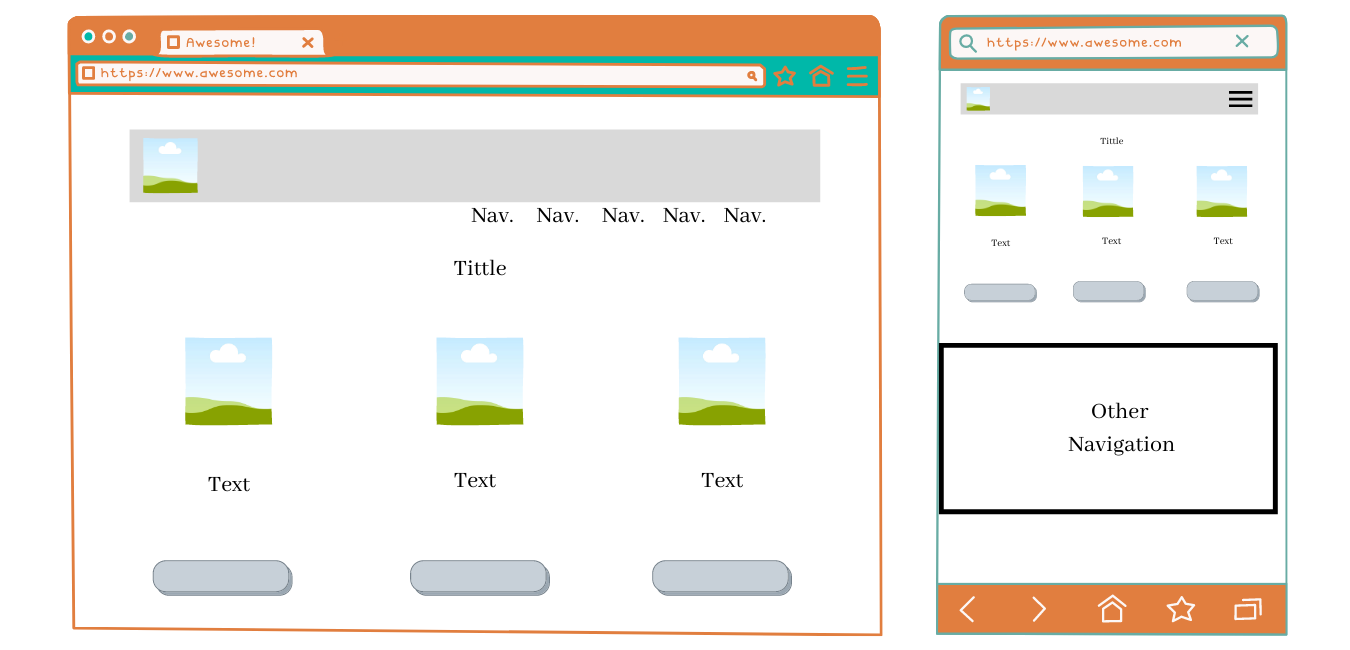 Awesome!
https://www.awesome.com
Nav. Nav. Nav. Nav. Nav.
Tittle
Text Text Text
https://www.awesome.com
Tittle
Text Text Text
Other
Navigation